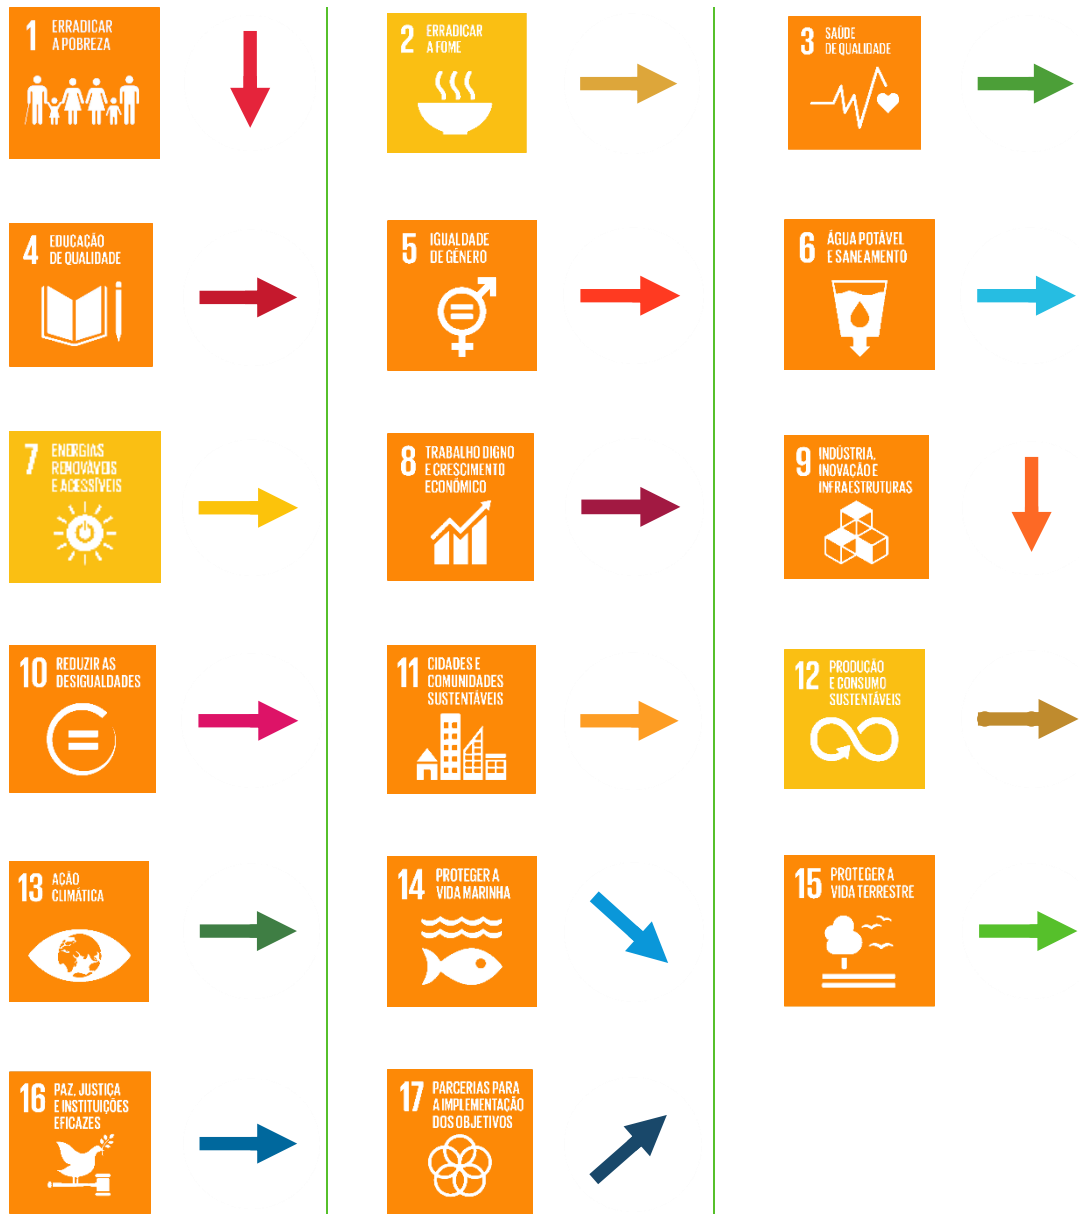 1 ERRADICAR
A POBREZA
2 ERRADICAR
A FOME
3 SAÚDE
DE QUALIDADE
4 EDUCAÇÃO
DE QUALIDADE
5 IGUALDADE
DE GÉNERO
6 ÁGUA POTÁVEL
E SANEAMENTO
7 ENERGIAS
RENOVÁVEIS
E ACESSÍVEIS
8 TRABALHO DIGNO
E CRESCIMENTO
ECONÓMICO
9 INDÚSTRIA,
INOVAÇÃO E
INFRAESTRUTURAS
10 REDUZIR AS
DESIGUALDADES
11 CIDADES E
COMUNIDADES
SUSTENTÁVEIS
12 PRODUÇÃO
E CONSUMO
SUSTENTÁVEIS
13 AÇÃO
CLIMÁTICA
14 PROTEGER A
VIDA MARINHA
15 PROTEGER A
VIDA TERRESTRE
16 PAZ, JUSTIÇA
E INSTITUIÇÕES
EFICAZES
17 PARCERIAS PARA
A IMPLEMENTAÇÃO
DOS OBJETIVOS